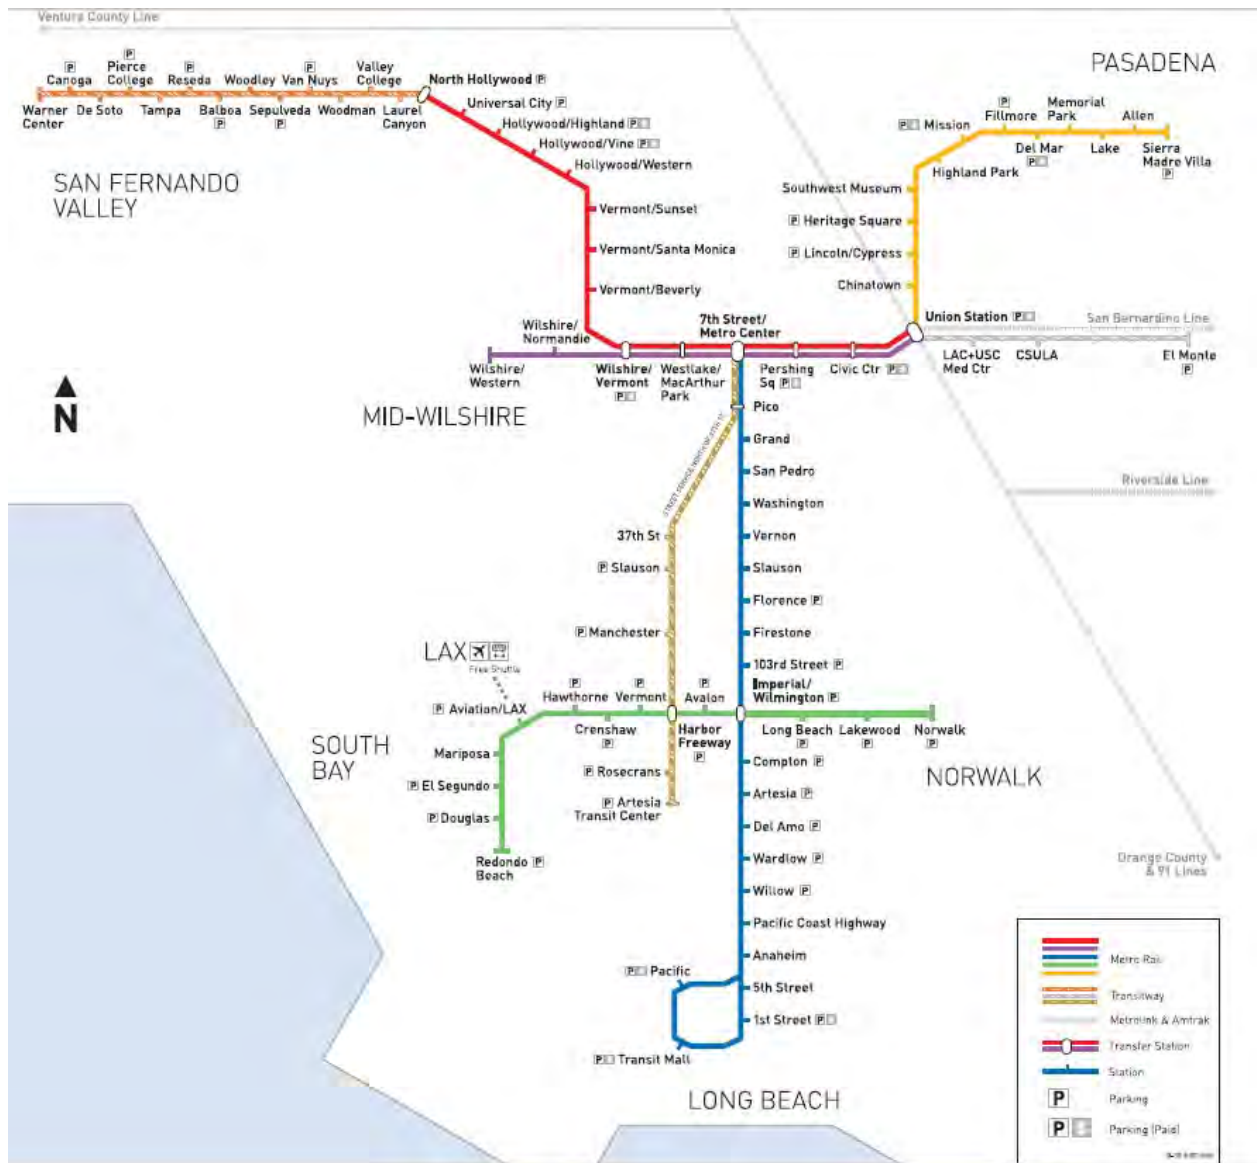 Ventura County Line
PASADENA
Canoga
Pierce
College
Reseda
Woodley
Van Nuys
Valley
College
North Hollywood P
Warner
Center
De Soto
Tampa
Balboa
P
Sepulveda
P
Woodman
Laurel
Canyon
P
P
P
P
Universal City P
Hollywood/Highland P
Hollywood/Vine P
Hollywood/Western
SAN FERNANDO
VALLEY
Vermont/Sunset
Vermont/Santa Monica
Vermont/Beverly
P
Fillmore
Memorial
Park
Allen
P Mission
Del Mar
P
Lake
Sierra
Madre Villa
P
Highland Park
Southwest Museum
P Heritage Square
P Lincoln/Cypress
Chinatown
Union Station P
San Bernardino Line
LAC+USC
Med Ctr
CSULA
El Monte
P
Wilshire/
Normandie
7th Street/
Metro Center
Wilshire/
Western
Wilshire/
Vermont
P
Westlake/
MacArthur
Park
Pershing
Sq P
Civic Ctr P
N
MID-WILSHIRE
Pico
Grand
San Pedro
Washington
Vernon
Slauson
Florence P
Firestone
103rd Street P
Imperial/
Wilmington P
Riverside Line
37th St
P Slauson
P Manchester
LAX
Free Shuttle
P Aviation/LAX
P
Hawthorne
P
Vermont
P
Avalon
Crenshaw
P
Harbor
Freeway
P
Long Beach
P
Lakewood
P
Norwalk
P
SOUTH
BAY
Mariposa
P El Segundo
P Douglas
Redondo P
Beach
P Rosecrans
P Artesia
Transit Center
NORWALK
Compton P
Artesia P
Del Amo P
Wardlow P
Willow P
Pacific Coast Highway
Anaheim
5th Street
1st Street P
P Pacific
P Transit Mall
LONG BEACH
Orange County
& 91 Lines
Metro Rail
Transitway
Metrolink & Amtrak
Transfer Station
Station
P Parking
P Parking (Paid)